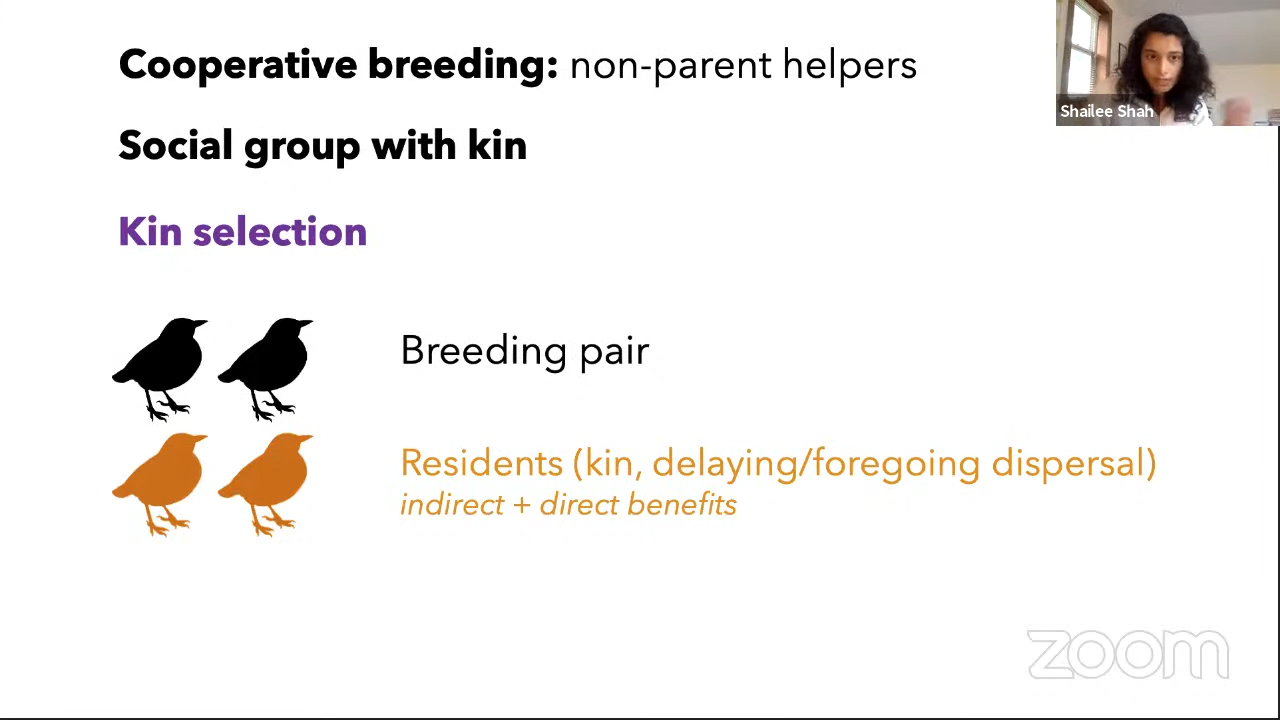 Cooperative breeding: non-parent helpers
Shailee Shah
Social group with kin
Kin selection
Breeding pair
Residents (kin, delaying/foregoing dispersal)
indirect + direct benefits
zoom